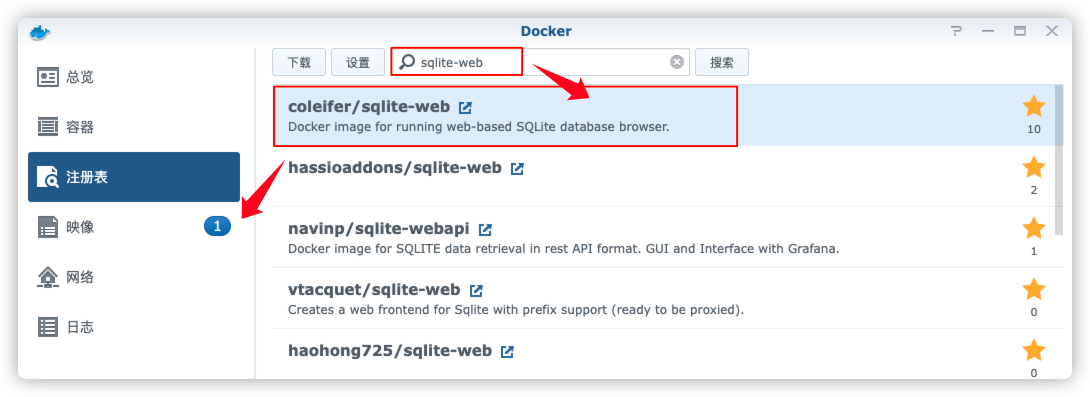 Docker
?
总览
容器
注册表
映像
1
网络
日志
下载
设置
sqlite-web
搜索
coleifer/sqlite-web
Docker image for running web-based SQLite database browser.
10
hassioaddons/sqlite-web
2
navinp/sqlite-webapi
Docker image for SQLITE data retrieval in rest API format. GUI and Interface with Grafana.
1
vtacquet/sqlite-web
Creates a web frontend for Sqlite with prefix support (ready to be proxied).
0
haohong725/sqlite-web
0